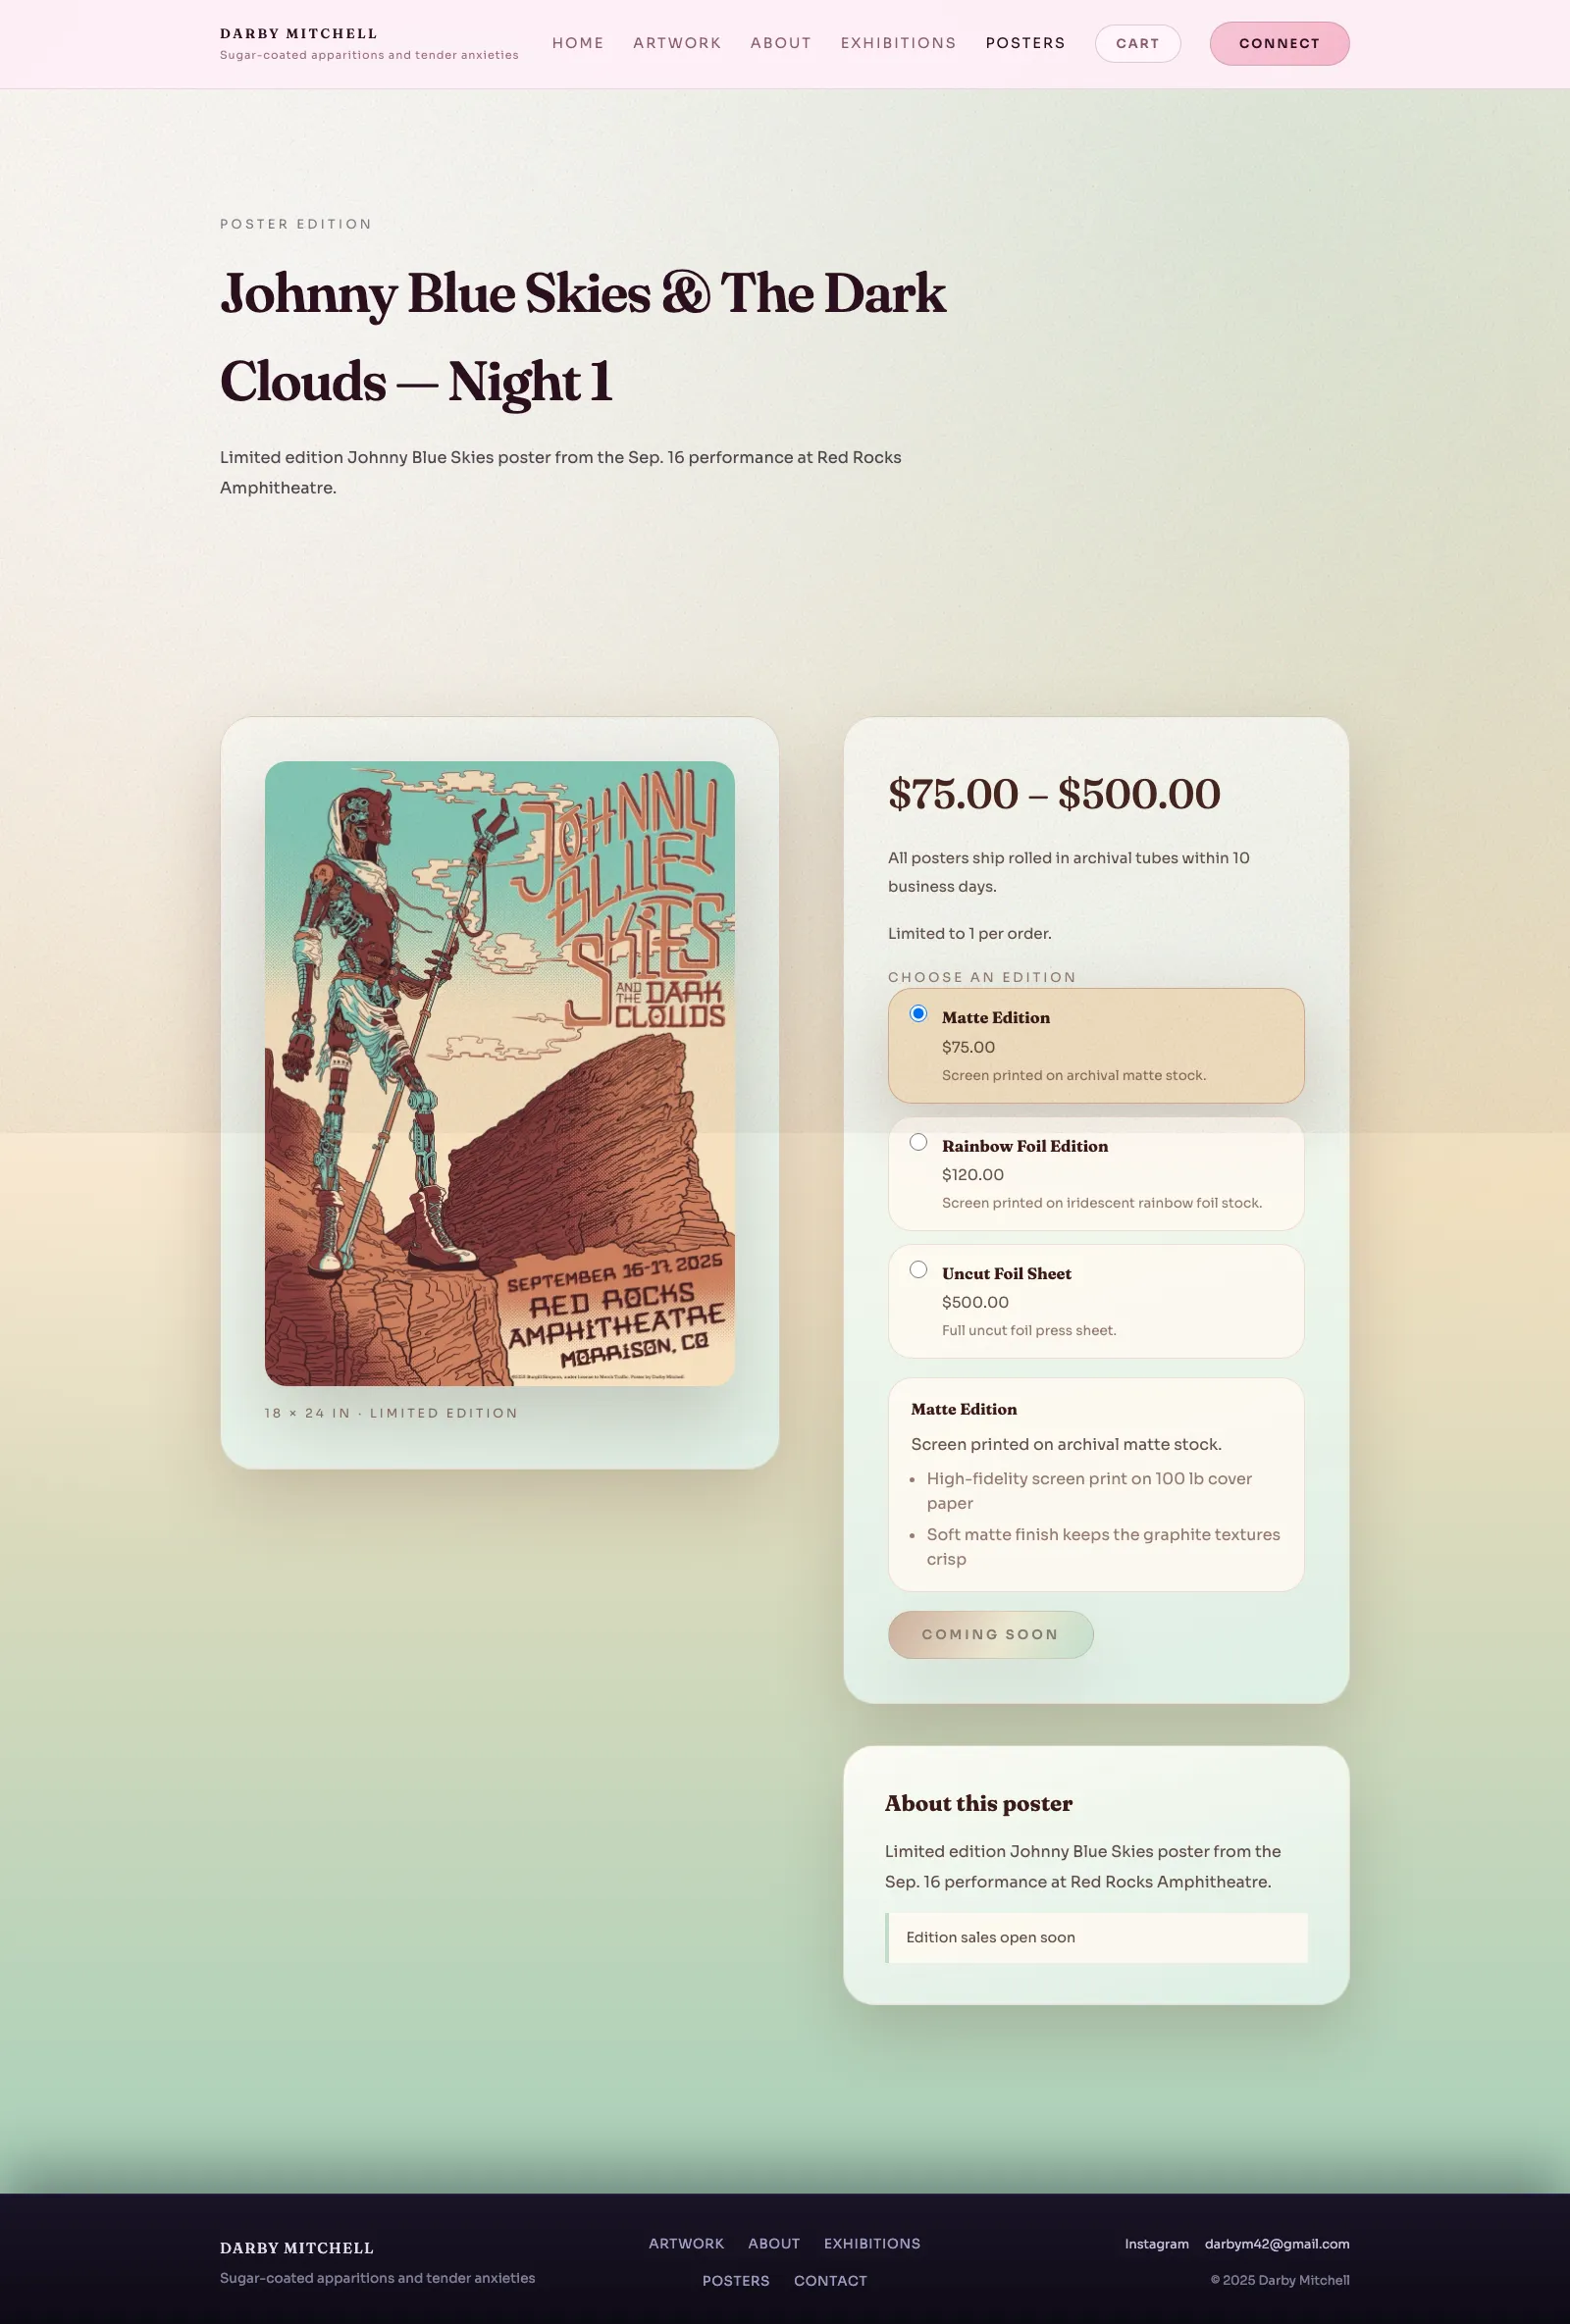 DARBY MITCHELL
Sugar-coated apparitions and tender anxieties
HOME ARTWORK ABOUT EXHIBITIONS POSTERS CART CONNECT
POSTER EDITION
Johnny Blue Skies & The Dark
Clouds — Night 1
Limited edition Johnny Blue Skies poster from the Sep. 16 performance at Red Rocks
Amphitheatre.
JOHNNY
BLUE
SKIES
AND THE DARK
CLOUDS
SEPTEMBER 16-17, 2025
RED ROCKS
AMPHITHEATRE
MORRISON, CO
18 × 24 IN · LIMITED EDITION
$75.00 – $500.00
All posters ship rolled in archival tubes within 10
business days.
Limited to 1 per order.
CHOOSE AN EDITION
Matte Edition
$75.00
Screen printed on archival matte stock.
Rainbow Foil Edition
$120.00
Screen printed on iridescent rainbow foil stock.
Uncut Foil Sheet
$500.00
Full uncut foil press sheet.
Matte Edition
Screen printed on archival matte stock.
• High-fidelity screen print on 100 lb cover
paper
• Soft matte finish keeps the graphite textures
crisp
COMING SOON
About this poster
Limited edition Johnny Blue Skies poster from the
Sep. 16 performance at Red Rocks Amphitheatre.
Edition sales open soon
DARBY MITCHELL
Sugar-coated apparitions and tender anxieties
ARTWORK ABOUT EXHIBITIONS
POSTERS CONTACT
Instagram darbym42@gmail.com
© 2025 Darby Mitchell